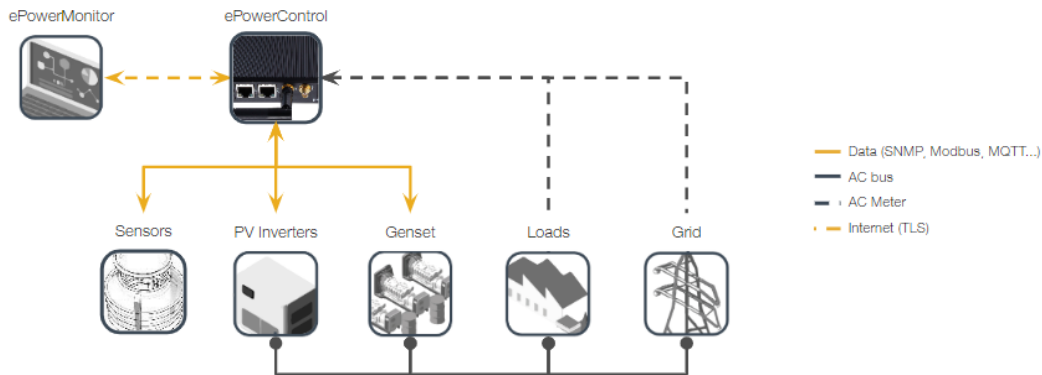 ePowerMonitor
ePowerControl
Data (SNMP, Modbus, MQTT...)
AC bus
AC Meter
Internet (TLS)
Sensors
PV Inverters
Genset
Loads
Grid